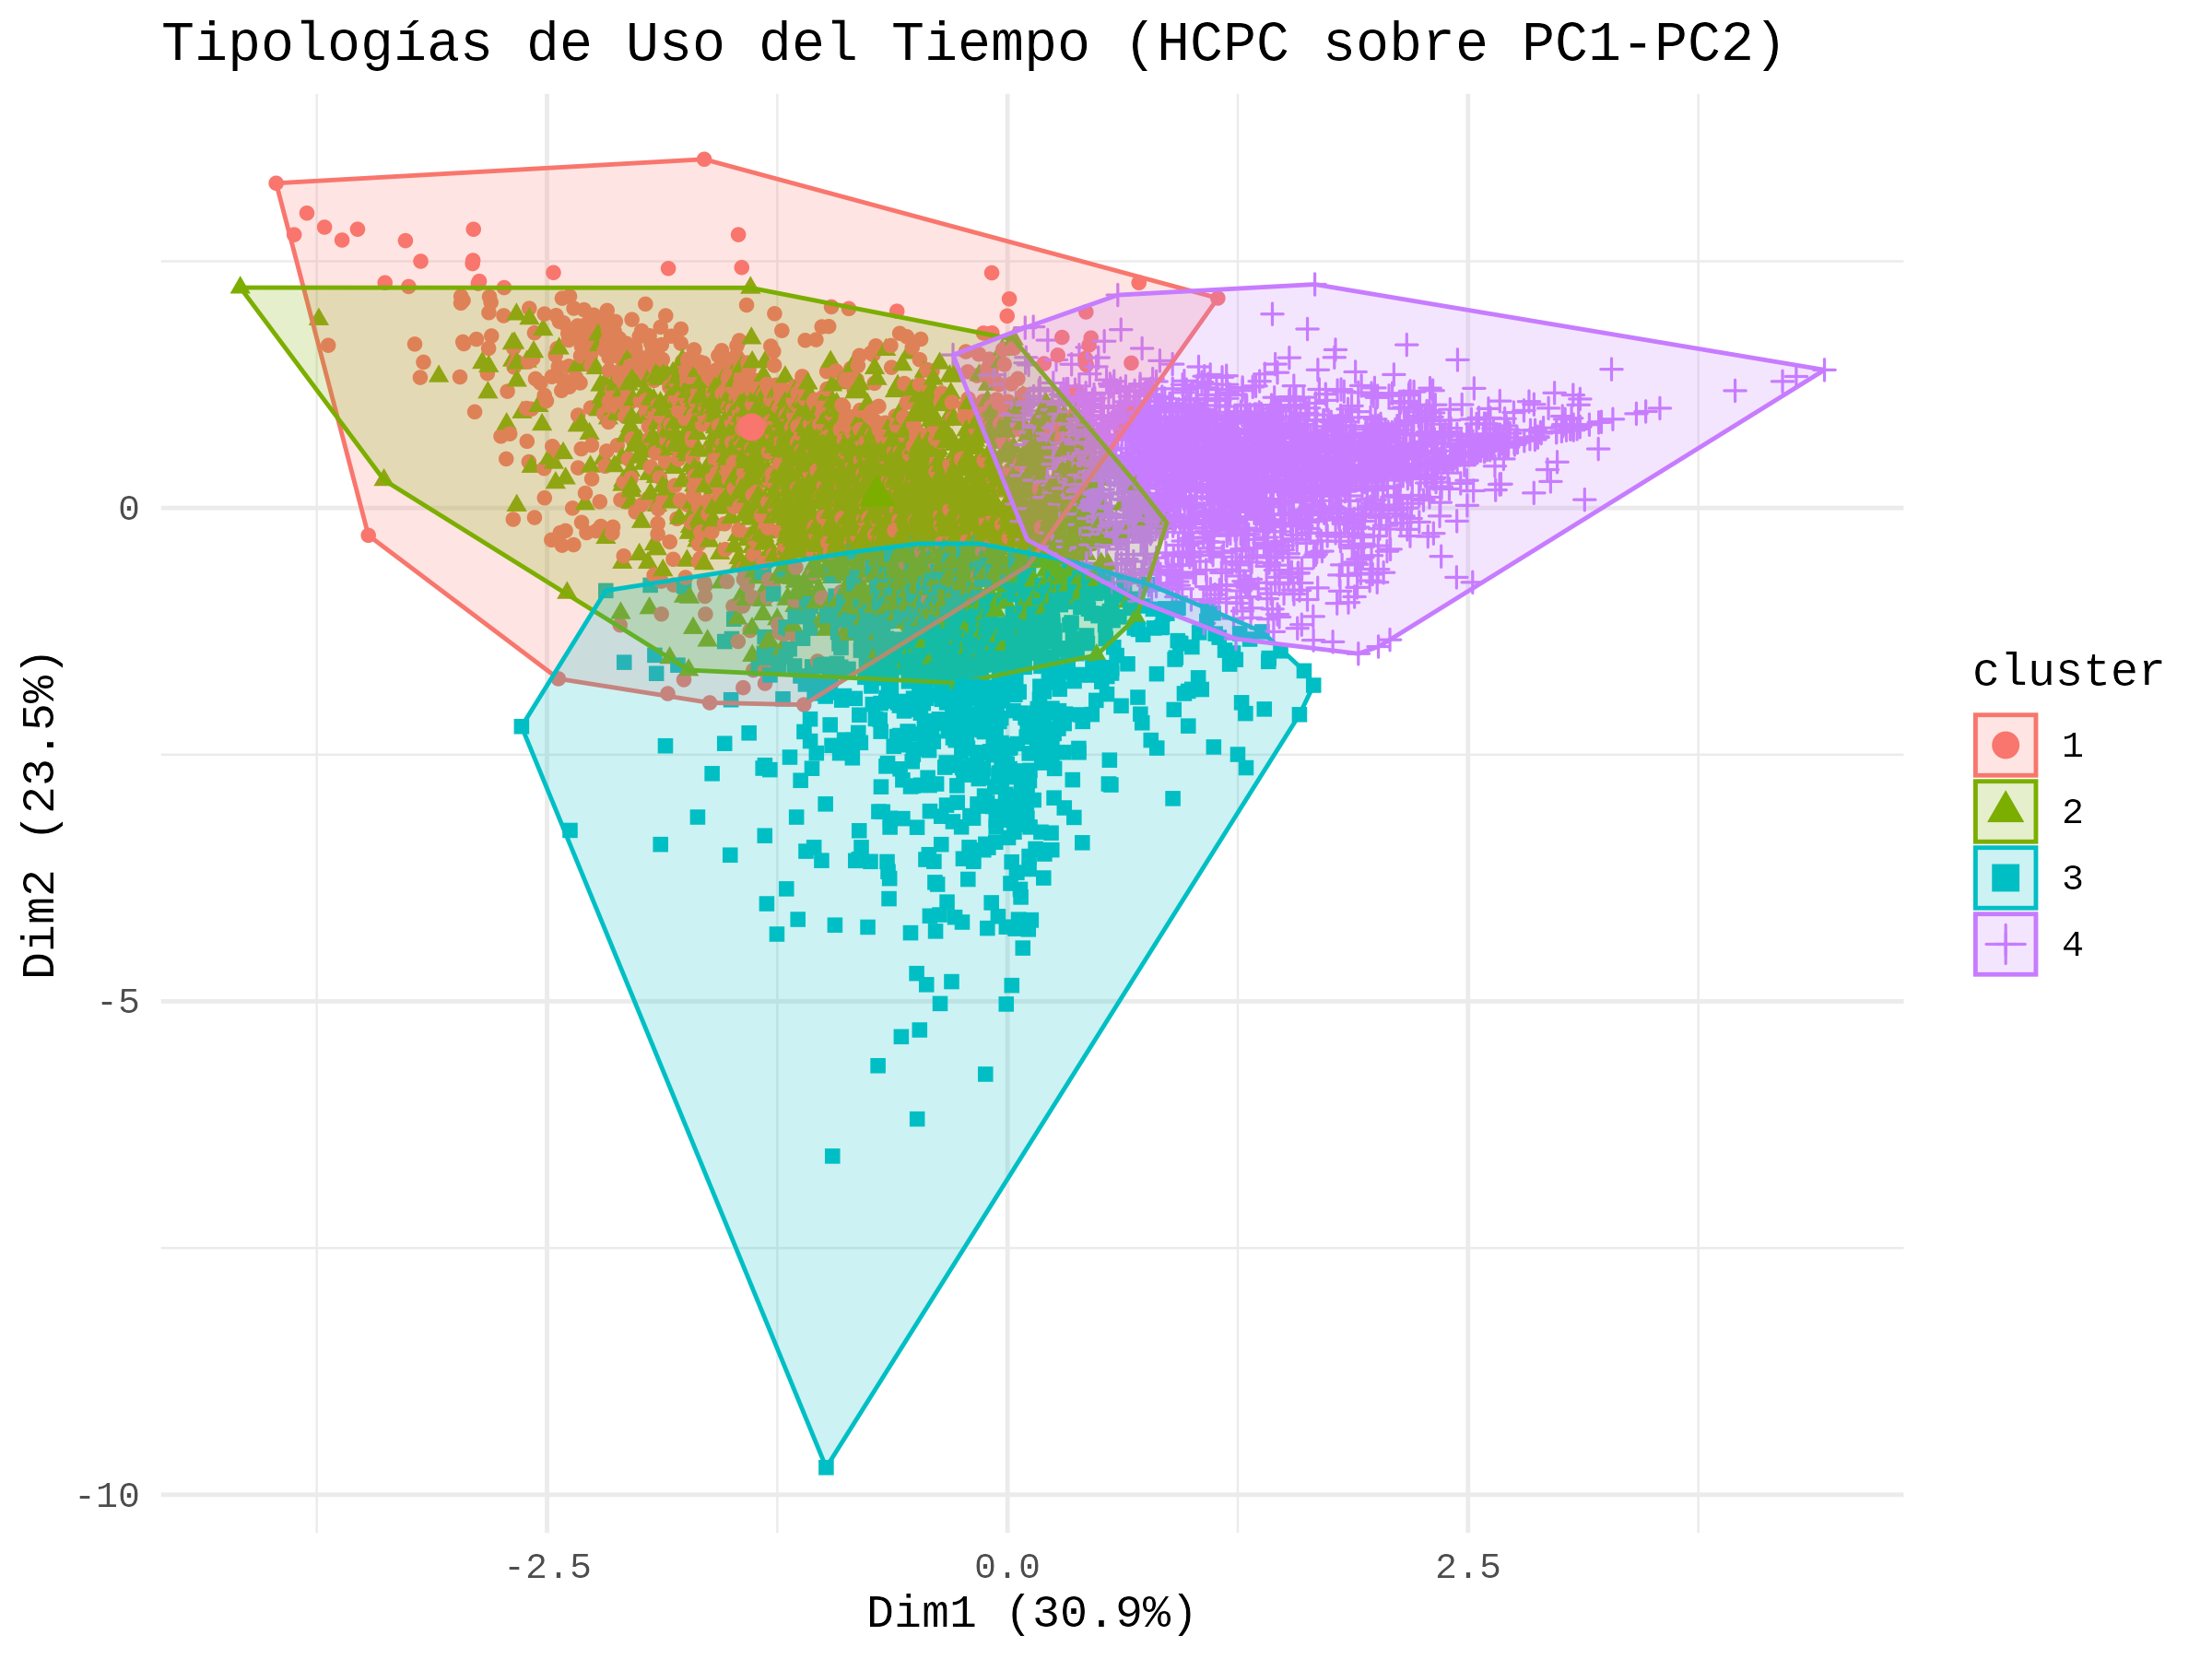 Tipologías de Uso del Tiempo (HCPC sobre PC1-PC2)
Dim2 (23.5%)
0
-5
-10
-2.5
0.0
2.5
Dim1 (30.9%)
cluster
1
2
3
4